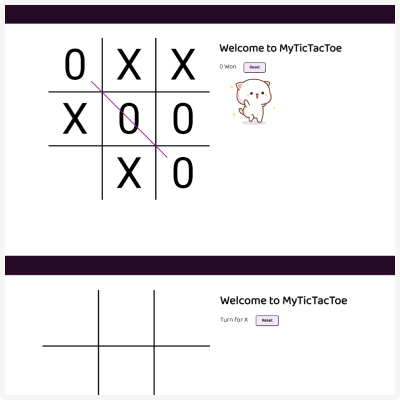 0 X X
X 0 0
X 0
Welcome to MyTicTacToe
0 Won Reset
Welcome to MyTicTacToe
Turn for X Reset